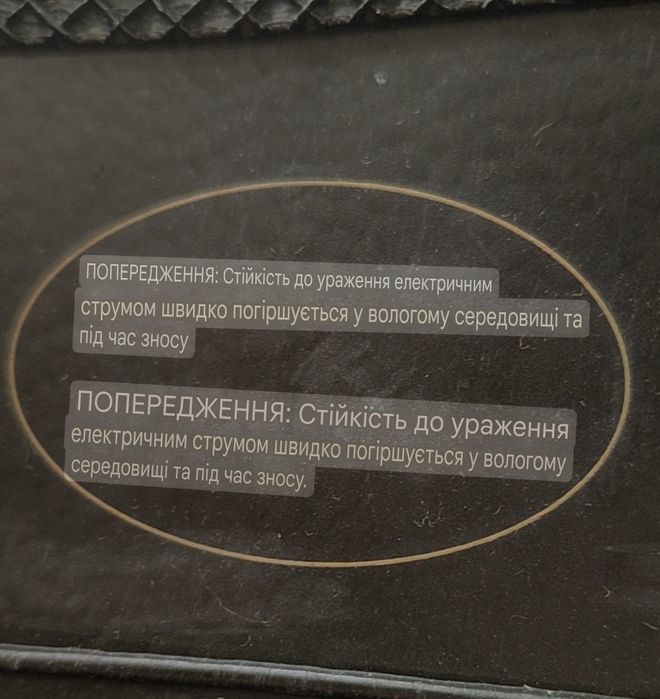 ПОПЕРЕДЖЕННЯ: Стійкість до ураження електричним
струмом швидко погіршується у вологому середовищі та
під час зносу
ПОПЕРЕДЖЕННЯ: Стійкість до ураження
електричним струмом швидко погіршується у вологому
середовищі та під час зносу.